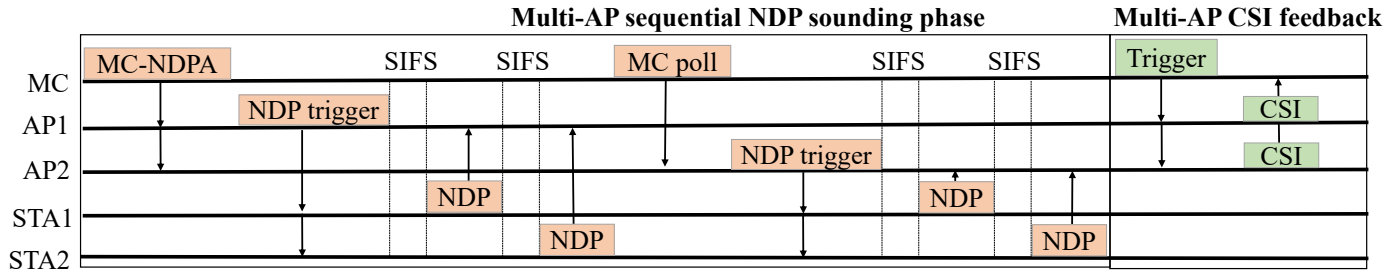 Multi-AP sequential NDP sounding phase
Multi-AP CSI feedback
MC-NDPA
SIFS
SIFS
MC poll
SIFS
SIFS
Trigger
MC
NDP trigger
CSI
AP1
NDP trigger
CSI
AP2
NDP
NDP
STA1
NDP
NDP
STA2